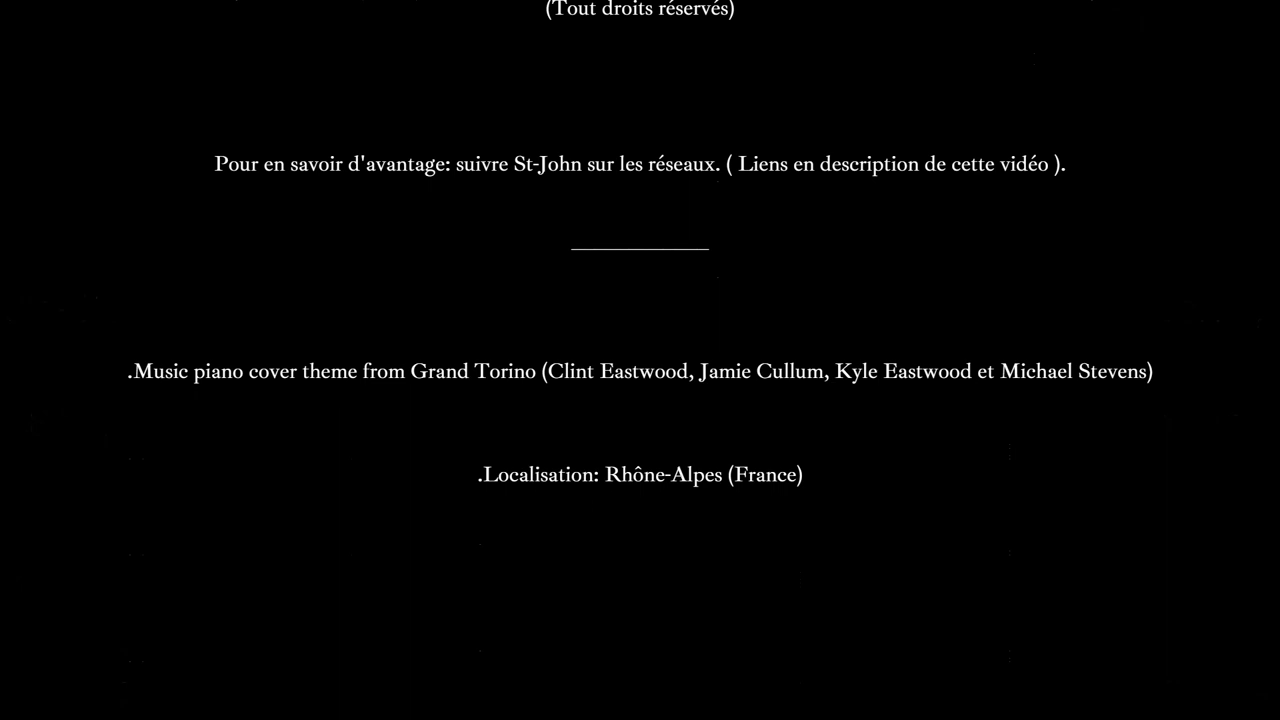 (Tout droits réservés)
Pour en savoir d'avantage: suivre St-John sur les réseaux. ( Liens en description de cette vidéo ).
.Music piano cover theme from Grand Torino (Clint Eastwood, Jamie Cullum, Kyle Eastwood et Michael Stevens)
.Localisation: Rhône-Alpes (France)